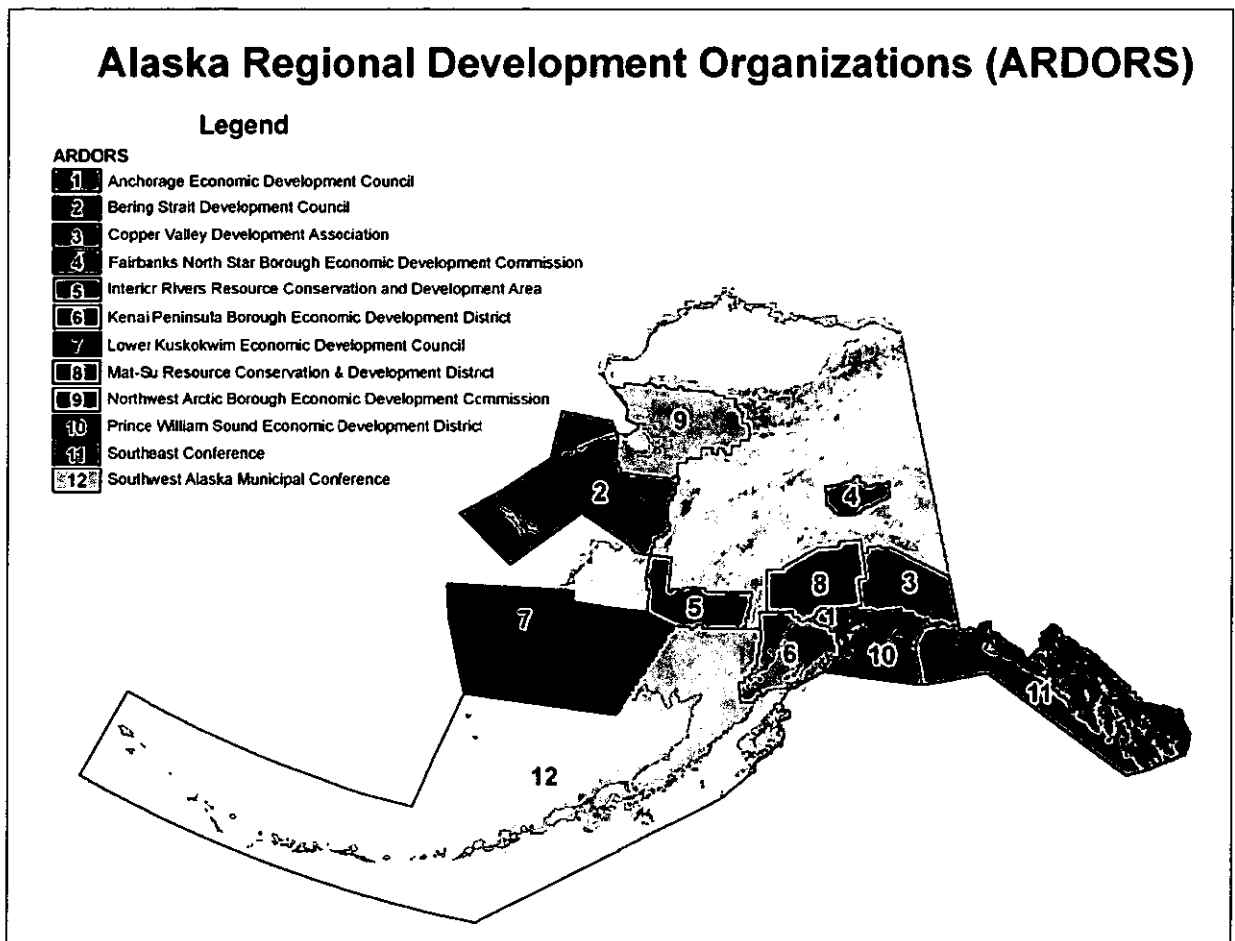 Alaska Regional Development Organizations (ARDORS)
Legend
ARDORS
1 Anchorage Economic Development Council
2 Bering Strait Development Council
3 Copper Valley Development Association
4 Fairbanks North Star Borough Economic Development Commission
5 Interior Rivers Resource Conservation and Development Area
6 Kenai Peninsula Borough Economic Development District
7 Lower Kuskokwim Economic Development Council
8 Mat-Su Resource Conservation & Development District
9 Northwest Arctic Borough Economic Development Commission
10 Prince William Sound Economic Development District
11 Southeast Conference
12 Southwest Alaska Municipal Conference
9
2
4
8
3
7
5
1
6
10
11
12